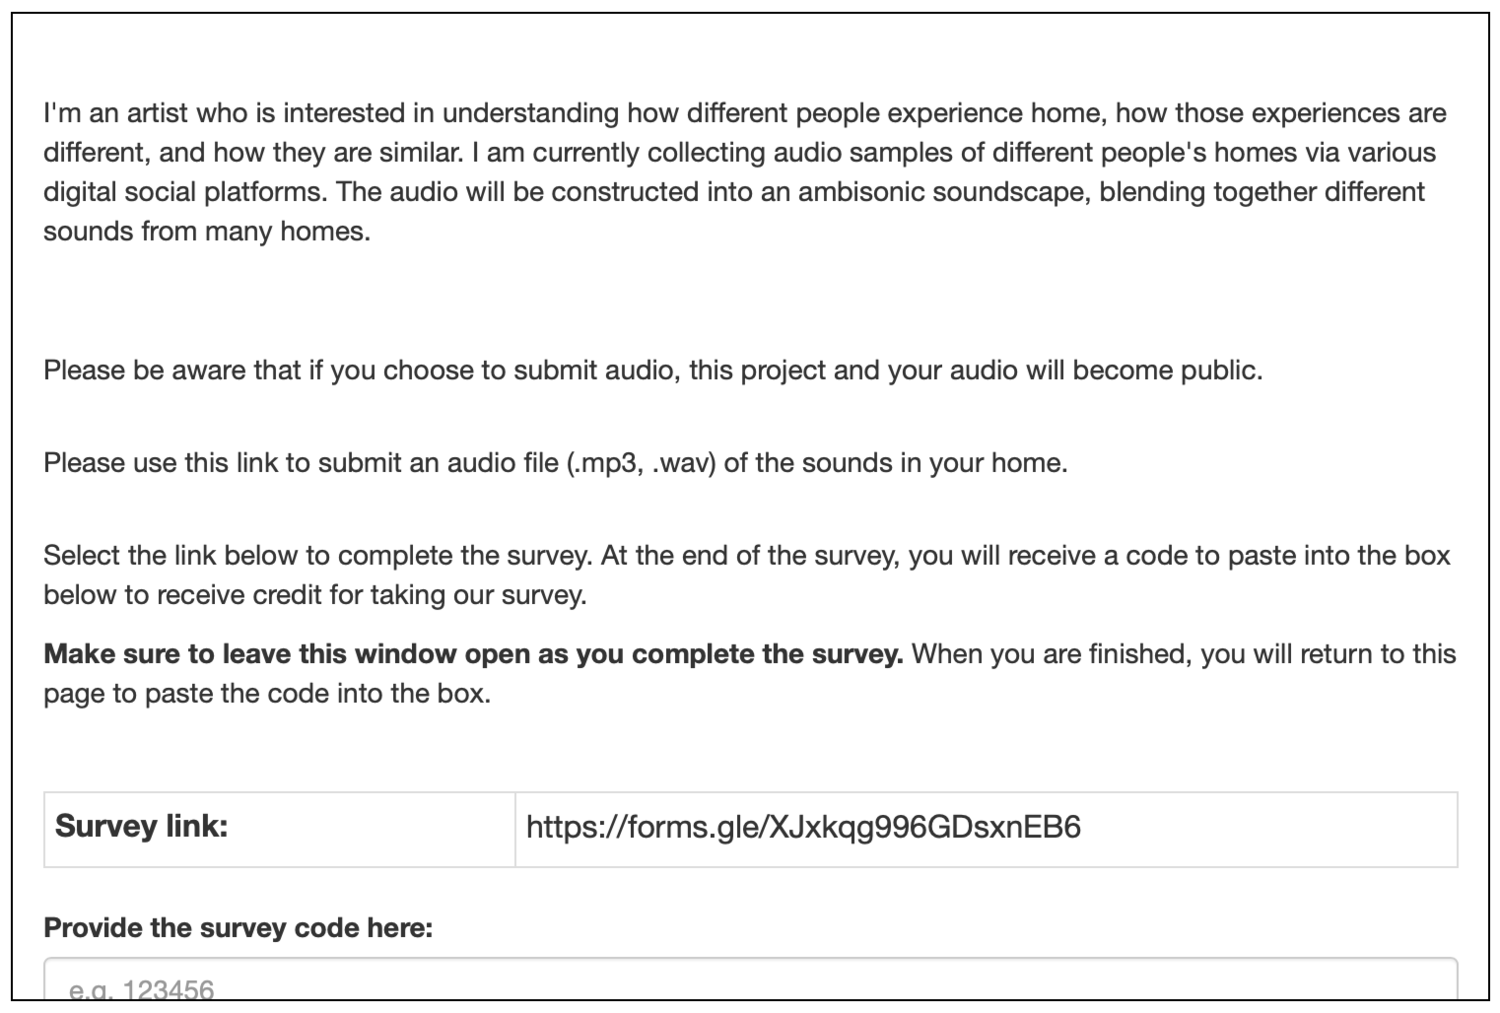 I'm an artist who is interested in understanding how different people experience home, how those experiences are
different, and how they are similar. I am currently collecting audio samples of different people's homes via various
digital social platforms. The audio will be constructed into an ambisonic soundscape, blending together different
sounds from many homes.
Please be aware that if you choose to submit audio, this project and your audio will become public.
Please use this link to submit an audio file (.mp3, .wav) of the sounds in your home.
Select the link below to complete the survey. At the end of the survey, you will receive a code to paste into the box
below to receive credit for taking our survey.
Make sure to leave this window open as you complete the survey. When you are finished, you will return to this
page to paste the code into the box.
Survey link: https://forms.gle/XJxkqg996GDsxnEB6
Provide the survey code here:
e.g. 123456